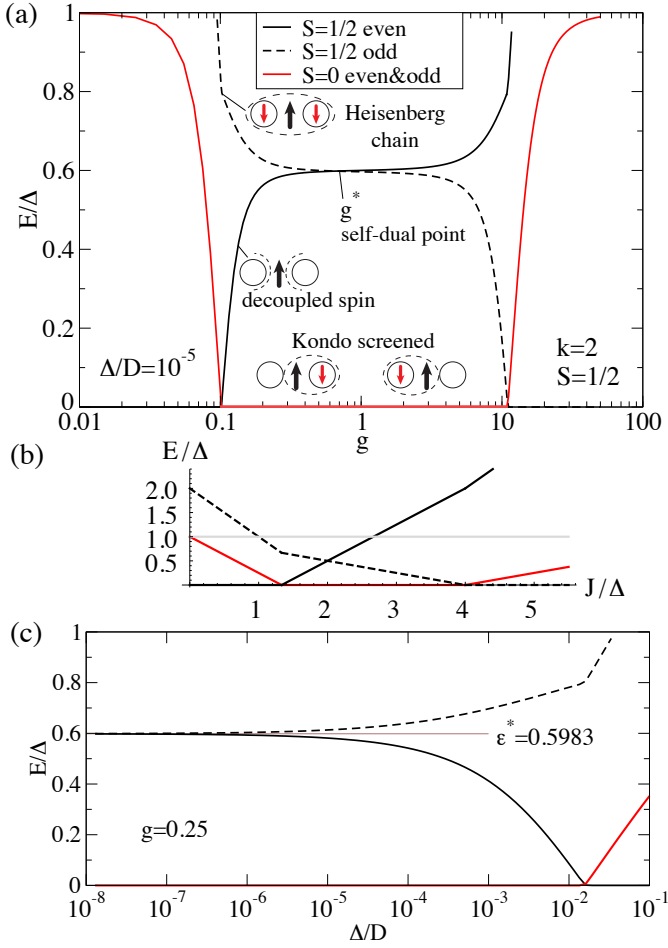 (a)
1
0.8
0.6
0.4
0.2
0
E/Δ
S=1/2 even
S=1/2 odd
S=0 even&odd
Heisenberg
chain
g*
self-dual point
decoupled spin
Kondo screened
Δ/D=10^-5
k=2
S=1/2
0.01 0.1 1 10 100
g
(b)
E/Δ
2.0
1.5
1.0
0.5
J/Δ
1 2 3 4 5
(c)
1
0.8
0.6
0.4
0.2
0
E/Δ
ε*=0.5983
g=0.25
10^-8 10^-7 10^-6 10^-5 10^-4 10^-3 10^-2 10^-1
Δ/D